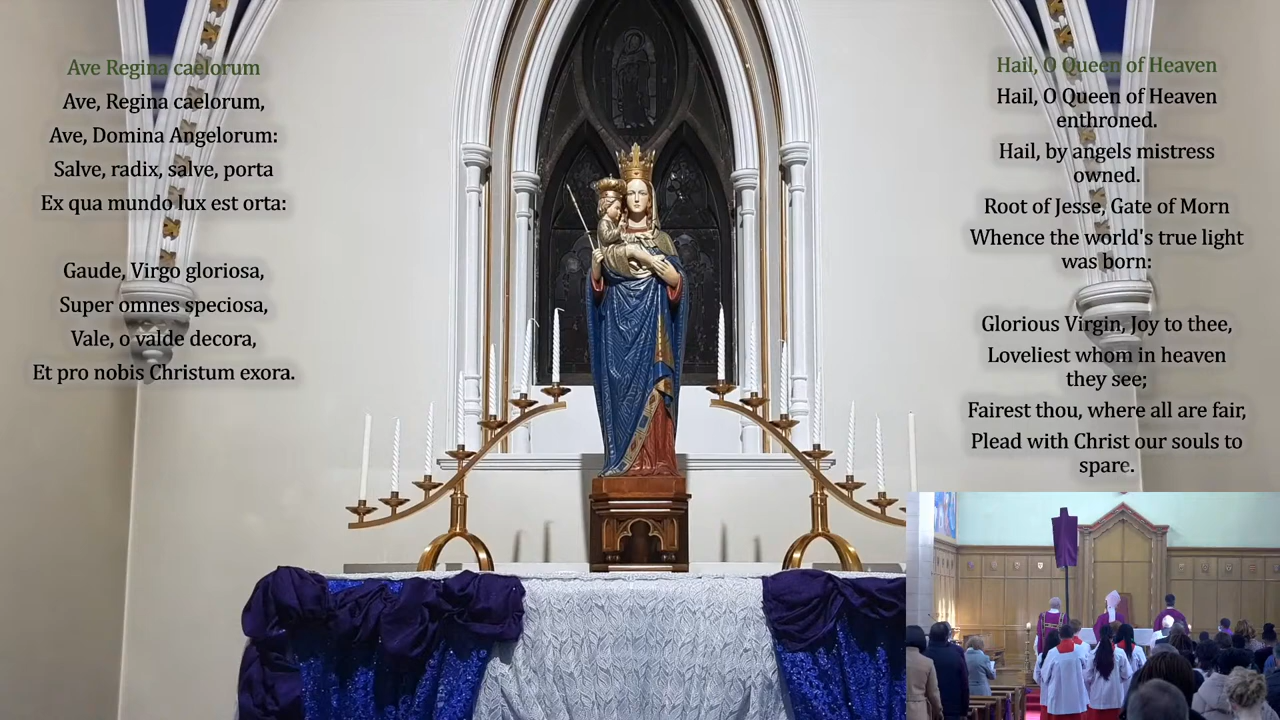 Ave Regina caelorum
Ave, Regina caelorum,
Ave, Domina Angelorum:
Salve, radix, salve, porta
Ex qua mundo lux est orta:
Gaude, Virgo gloriosa,
Super omnes speciosa,
Vale, o valde decora,
Et pro nobis Christum exora.
Hail, O Queen of Heaven
Hail, O Queen of Heaven
enthroned.
Hail, by angels mistress
owned.
Root of Jesse, Gate of Morn
Whence the world's true light
was born:
Glorious Virgin, Joy to thee,
Loveliest whom in heaven
they see;
Fairest thou, where all are fair,
Plead with Christ our souls to
spare.